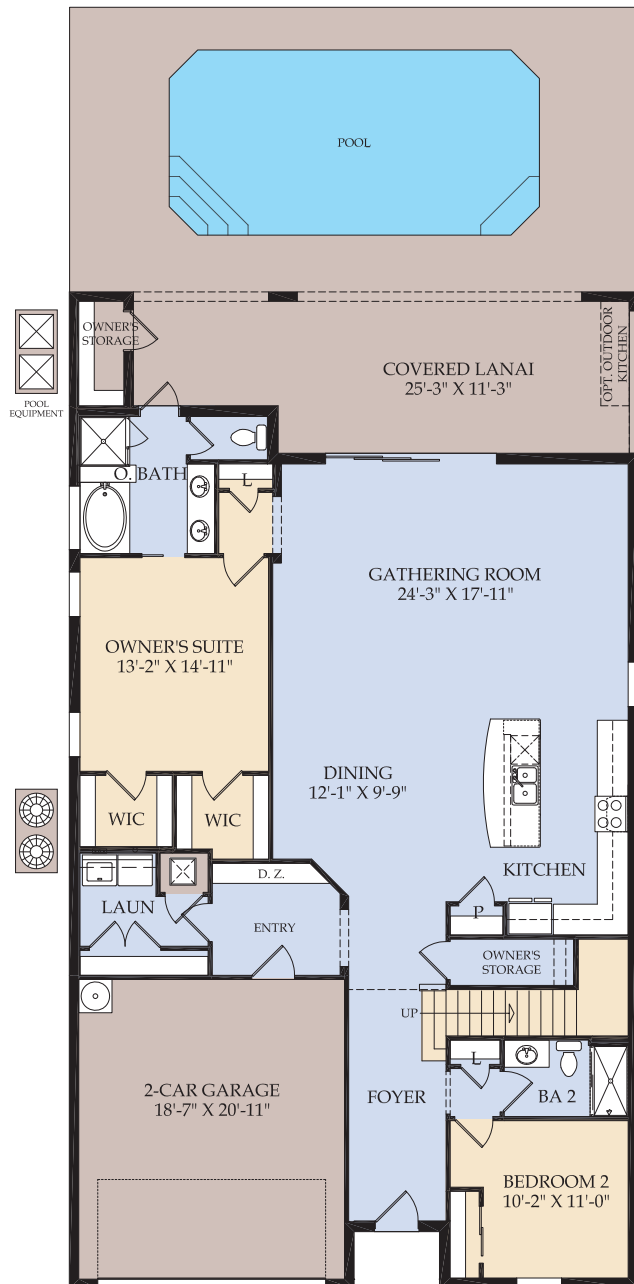 POOL
OWNER'S
STORAGE
COVERED LANAI
25'-3" X 11'-3"
OPT. OUTDOOR
KITCHEN
POOL
EQUIPMENT
O. BATH
L
GATHERING ROOM
24'-3" X 17'-11"
OWNER'S SUITE
13'-2" X 14'-11"
DINING
12'-1" X 9'-9"
WIC
WIC
KITCHEN
D. Z.
LAUN
P
ENTRY
OWNER'S
STORAGE
UP
L
2-CAR GARAGE
18'-7" X 20'-11"
FOYER
BA 2
BEDROOM 2
10'-2" X 11'-0"